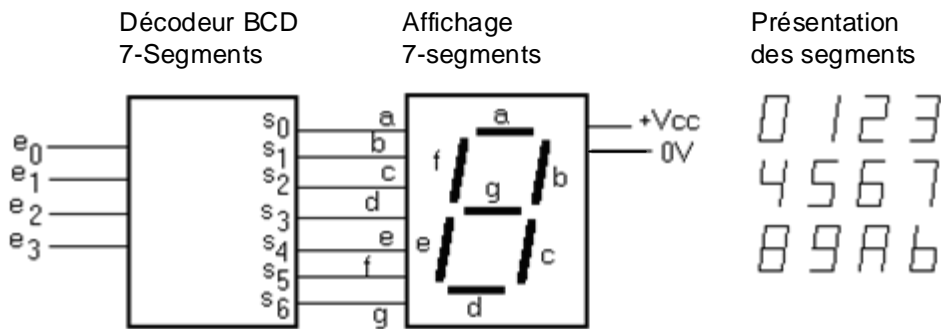 Décodeur BCD
7-Segments
Affichage
7-segments
Présentation
des segments
e0
e1
e2
e3
s0
s1
s2
s3
s4
s5
s6
a
b
c
d
e
f
g
a
b
c
d
e
f
g
+Vcc
0V
0 1 2 3
4 5 6 7
8 9 A b